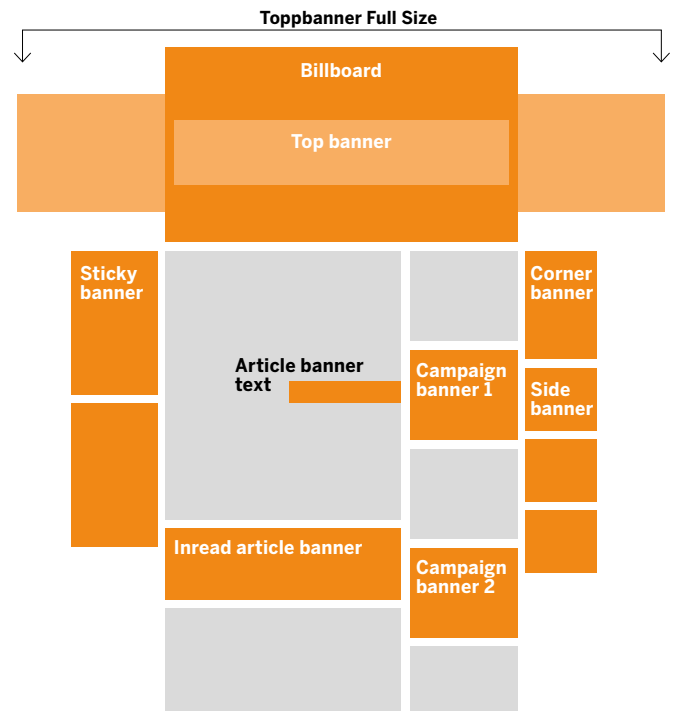 Toppbanner Full Size
Billboard
Top banner
Sticky
banner
Corner
banner
Article banner
text
Campaign
banner 1
Side
banner
Inread article banner
Campaign
banner 2